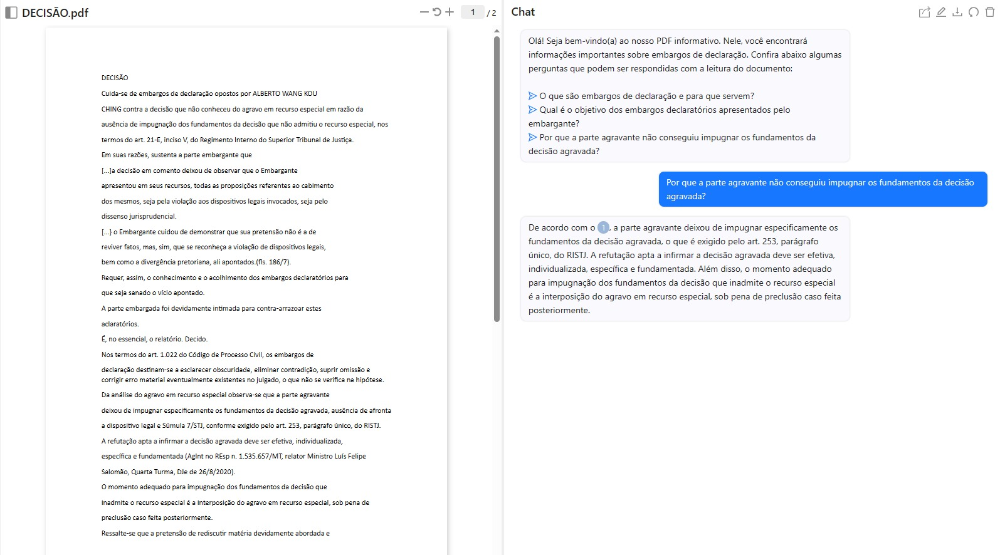 DECISÃO.pdf
1 / 2
DECISÃO
Cuida-se de embargos de declaração opostos por ALBERTO WANG KOU
CHING contra a decisão que não conheceu do agravo em recurso especial em razão da
ausência de impugnação dos fundamentos da decisão que não admitiu o recurso especial, nos
termos do art. 21-E, inciso V, do Regimento Interno do Superior Tribunal de Justiça.
Em suas razões, sustenta a parte embargante que
[...]a decisão em comento deixou de observar que o Embargante
apresentou em seus recursos, todas as proposições referentes ao cabimento
dos mesmos, seja pela violação aos dispositivos legais invocados, seja pelo
dissenso jurisprudencial.
[...} o Embargante cuidou de demonstrar que sua pretensão não é a de
reviver fatos, mas, sim, que se reconheça a violação de dispositivos legais,
bem como a divergência pretoriana, ali apontados.(fls. 186/7).
Requer, assim, o conhecimento e o acolhimento dos embargos declaratórios para
que seja sanado o vício apontado.
A parte embargada foi devidamente intimada para contra-arrazoar estes
aclaratórios.
É, no essencial, o relatório. Decido.
Nos termos do art. 1.022 do Código de Processo Civil, os embargos de
declaração destinam-se a esclarecer obscuridade, eliminar contradição, suprir omissão e
corrigir erro material eventualmente existentes no julgado, o que não se verifica na hipótese.
Da análise do agravo em recurso especial observa-se que a parte agravante
deixou de impugnar especificamente os fundamentos da decisão agravada, ausência de afronta
a dispositivo legal e Súmula 7/STJ, conforme exigido pelo art. 253, parágrafo único, do RISTJ.
A refutação apta a infirmar a decisão agravada deve ser efetiva, individualizada,
específica e fundamentada (AgInt no REsp n. 1.535.657/MT, relator Ministro Luís Felipe
Salomão, Quarta Turma, DJe de 26/8/2020).
O momento adequado para impugnação dos fundamentos da decisão que
inadmite o recurso especial é a interposição do agravo em recurso especial, sob pena de
preclusão caso feita posteriormente.
Ressalte-se que a pretensão de rediscutir matéria devidamente abordada e
Chat
Olá! Seja bem-vindo(a) ao nosso PDF informativo. Nele, você encontrará
informações importantes sobre embargos de declaração. Confira abaixo algumas
perguntas que podem ser respondidas com a leitura do documento:
O que são embargos de declaração e para que servem?
Qual é o objetivo dos embargos declaratórios apresentados pelo
embargante?
Por que a parte agravante não conseguiu impugnar os fundamentos da
decisão agravada?
Por que a parte agravante não conseguiu impugnar os fundamentos da decisão
agravada?
De acordo com o 1, a parte agravante deixou de impugnar especificamente os
fundamentos da decisão agravada, o que é exigido pelo art. 253, parágrafo
único, do RISTJ. A refutação apta a infirmar a decisão agravada deve ser efetiva,
individualizada, específica e fundamentada. Além disso, o momento adequado
para impugnação dos fundamentos da decisão que inadmite o recurso especial
é a interposição do agravo em recurso especial, sob pena de preclusão caso feita
posteriormente.